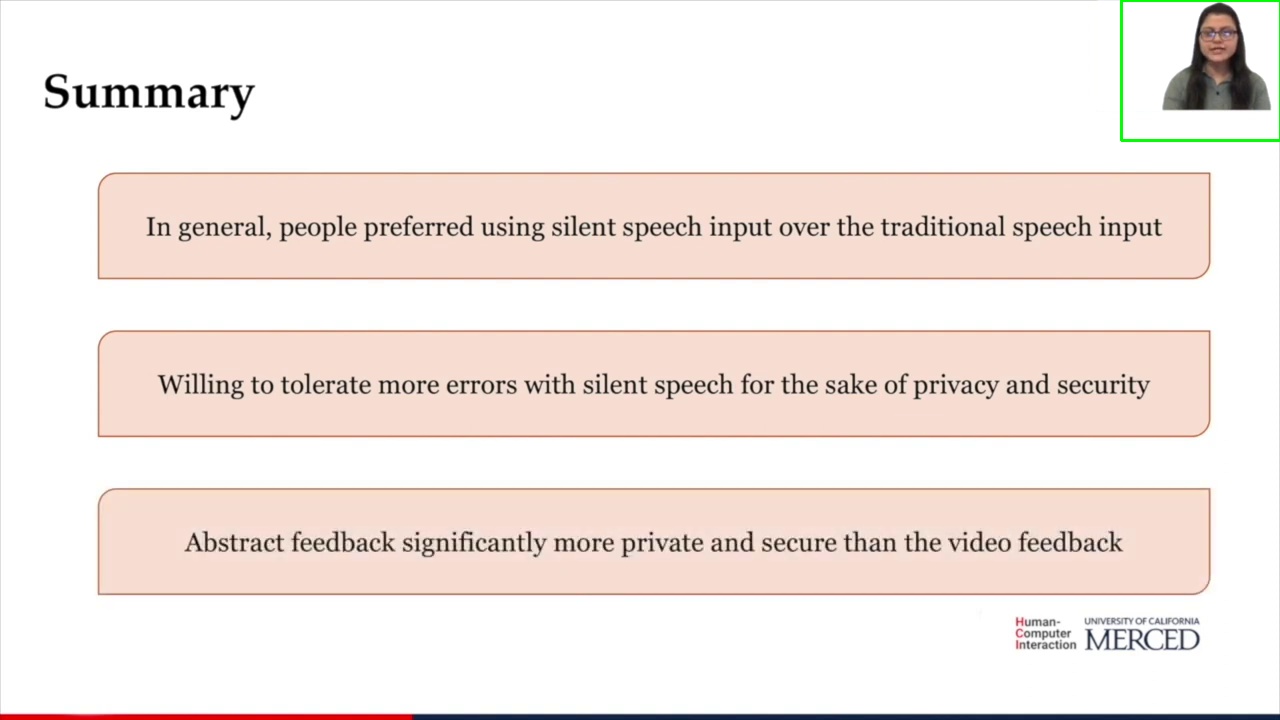 Summary
In general, people preferred using silent speech input over the traditional speech input
Willing to tolerate more errors with silent speech for the sake of privacy and security
Abstract feedback significantly more private and secure than the video feedback
Human-
Computer
Interaction
UNIVERSITY OF CALIFORNIA
MERCED